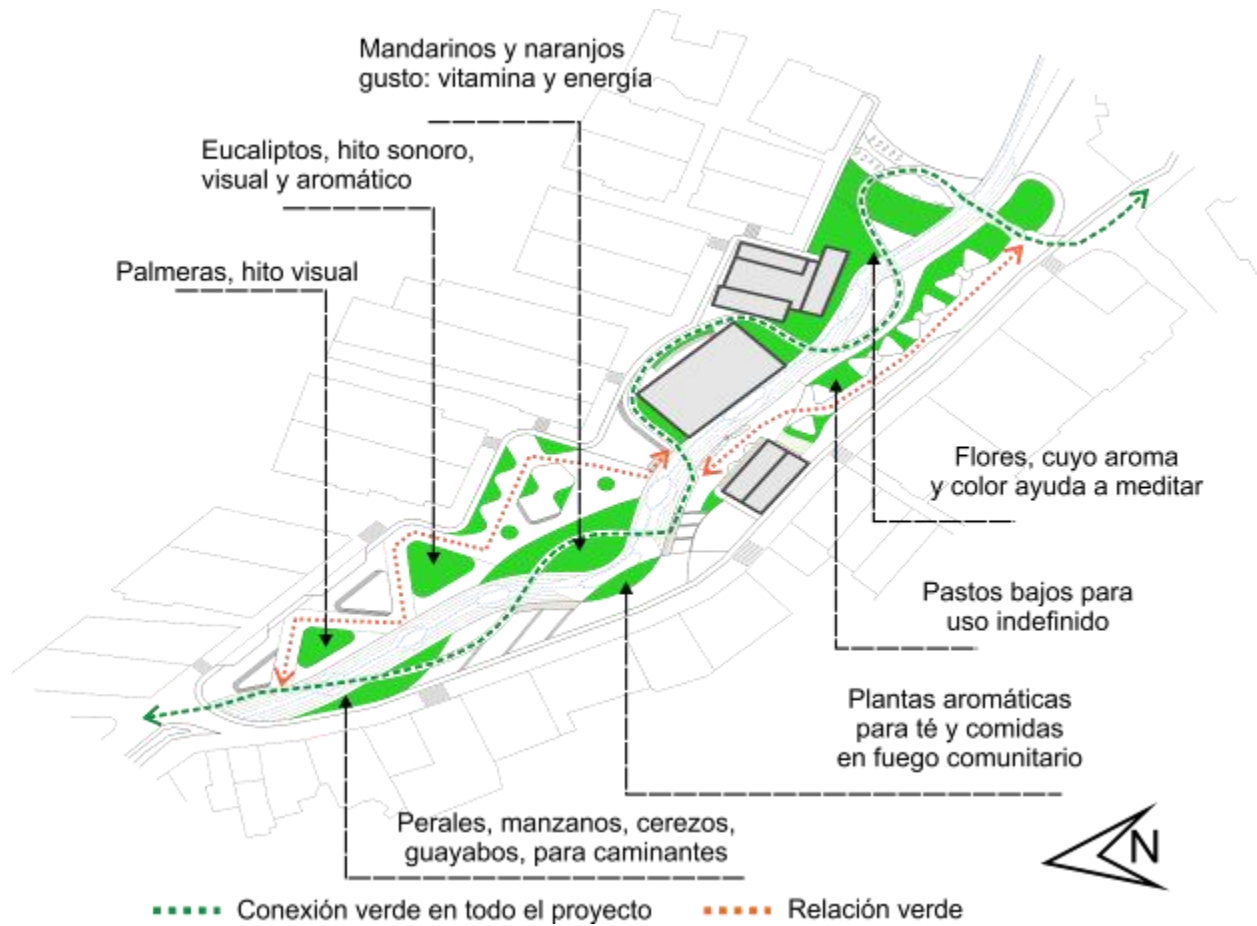 Mandarinos y naranjos
gusto: vitamina y energía
Eucaliptos, hito sonoro,
visual y aromático
Palmeras, hito visual
Flores, cuyo aroma
y color ayuda a meditar
Pastos bajos para
uso indefinido
Plantas aromáticas
para té y comidas
en fuego comunitario
Perales, manzanos, cerezos,
guayabos, para caminantes
N
Conexión verde en todo el proyecto
Relación verde